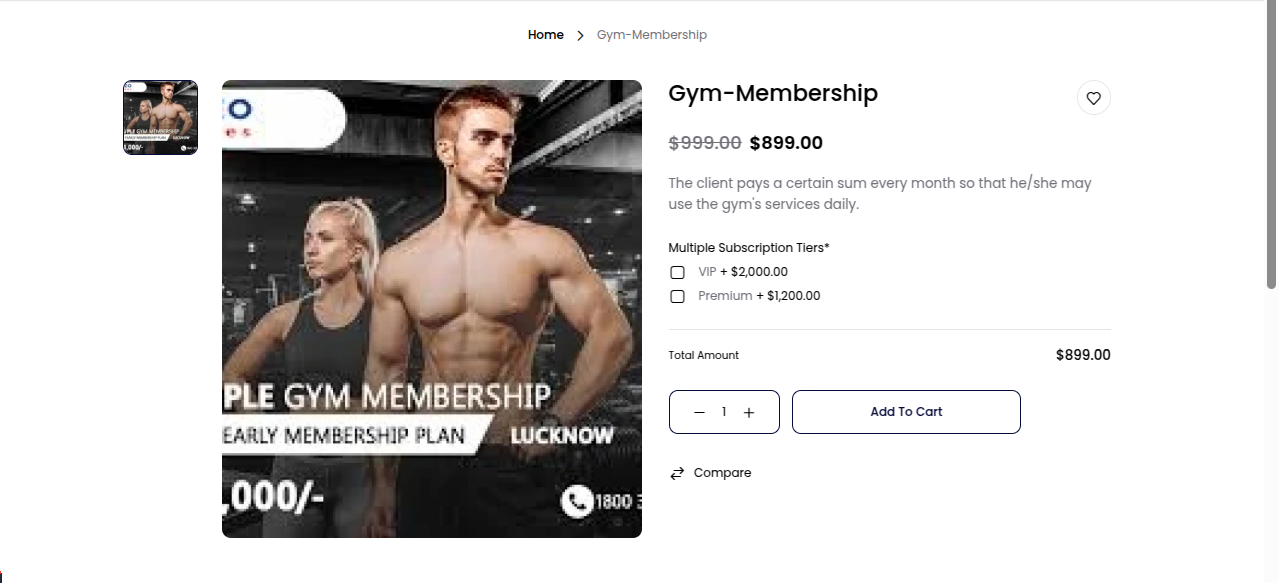 Home > Gym-Membership
O
e s
PLE GYM MEMBERSHIP
EARLY MEMBERSHIP PLAN
LUCKNOW
,000/-
1800 3
Gym-Membership
$999.00 $899.00
The client pays a certain sum every month so that he/she may
use the gym's services daily.
Multiple Subscription Tiers*
VIP + $2,000.00
Premium + $1,200.00
Total Amount $899.00
— 1 +
Add To Cart
Compare